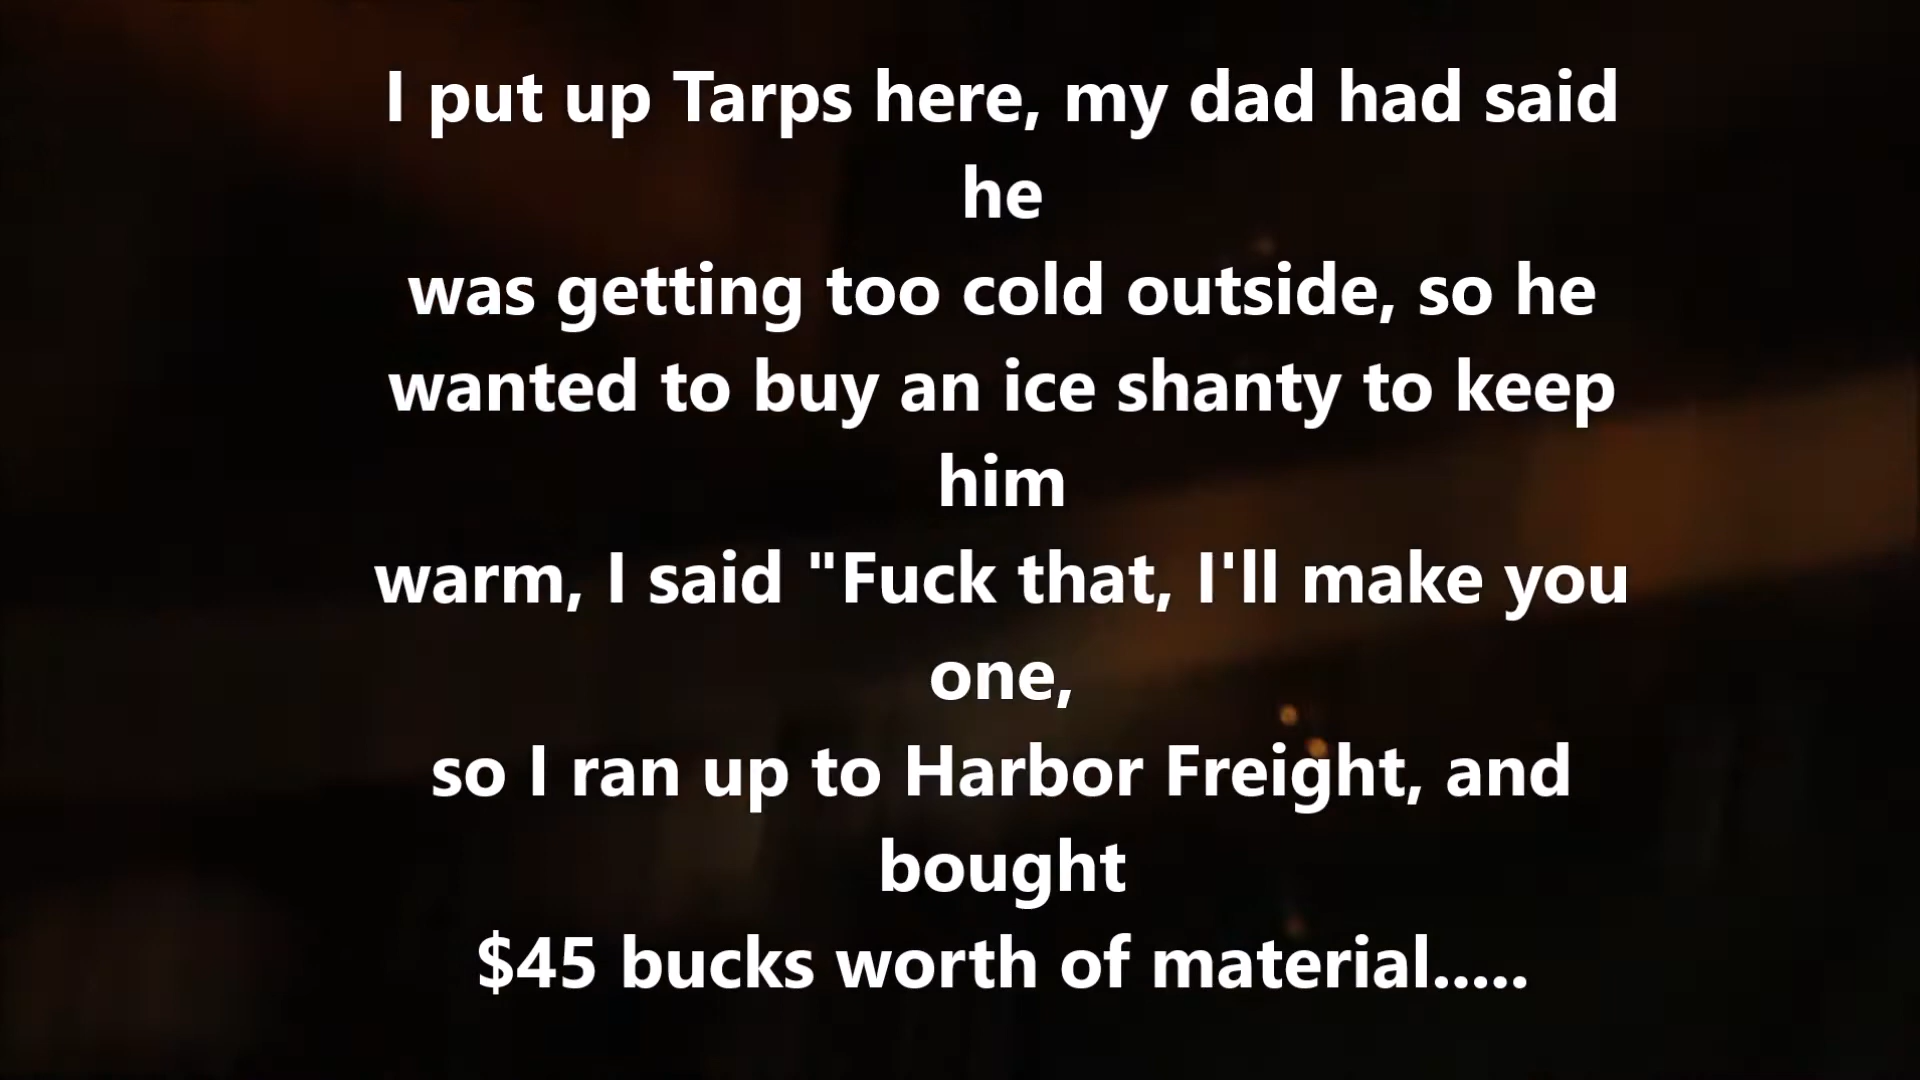 I put up Tarps here, my dad had said
he
was getting too cold outside, so he
wanted to buy an ice shanty to keep
him
warm, I said "Fuck that, I'll make you
one,
so I ran up to Harbor Freight, and
bought
$45 bucks worth of material.....